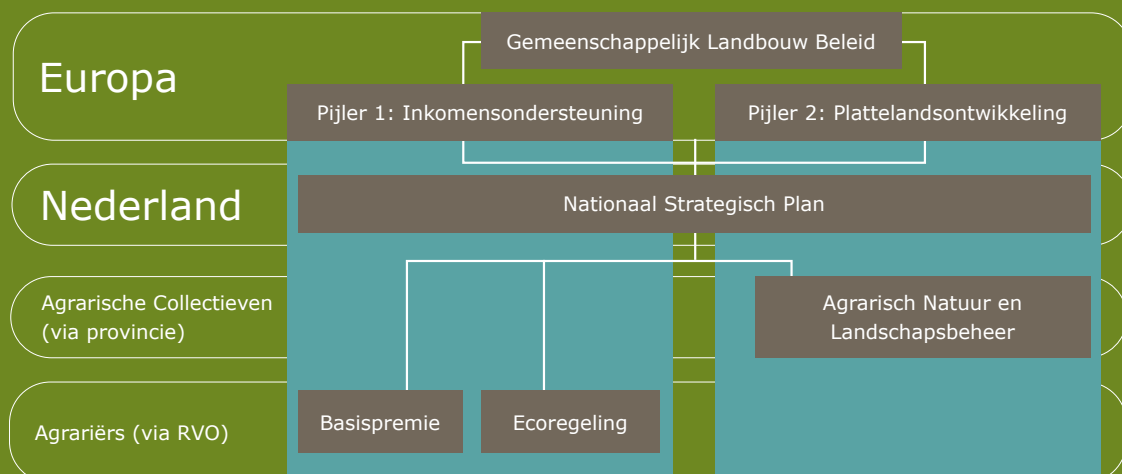 Gemeenschappelijk Landbouw Beleid
Europa
Pijler 1: Inkomensondersteuning
Pijler 2: Plattelandsontwikkeling
Nederland
Nationaal Strategisch Plan
Agrarische Collectieven
(via provincie)
Agrarisch Natuur en
Landschapsbeheer
Agrariërs (via RVO)
Basispremie
Ecoregeling